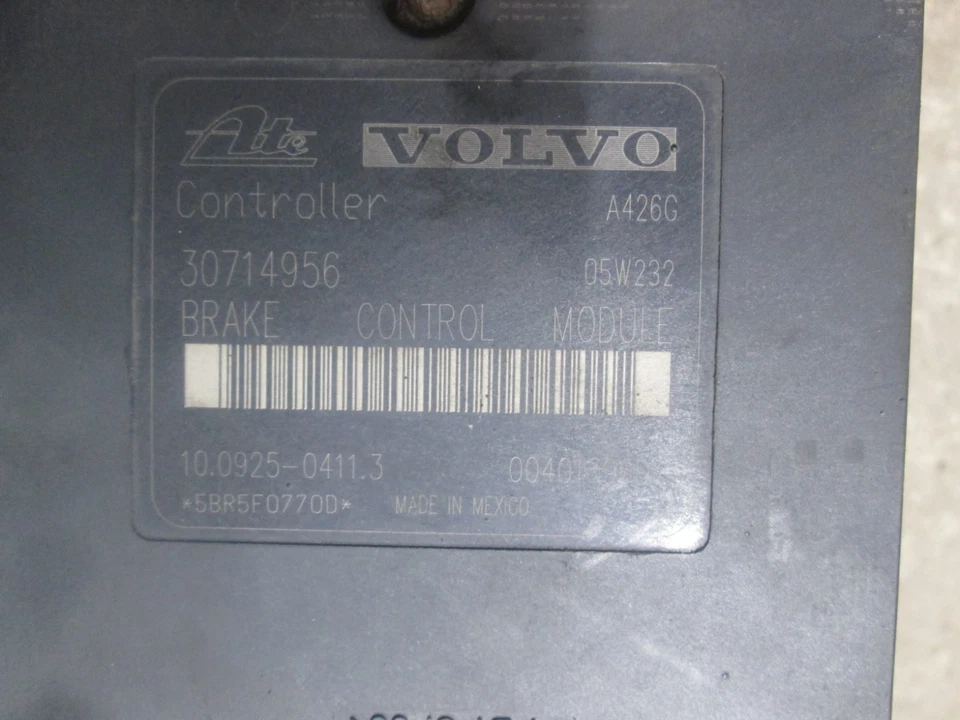 Ate VOLVO
Controller A426G
30714956 05W232
BRAKE CONTROL MODULE
10.0925-0411.3
*5BR5F0770D* MADE IN MEXICO